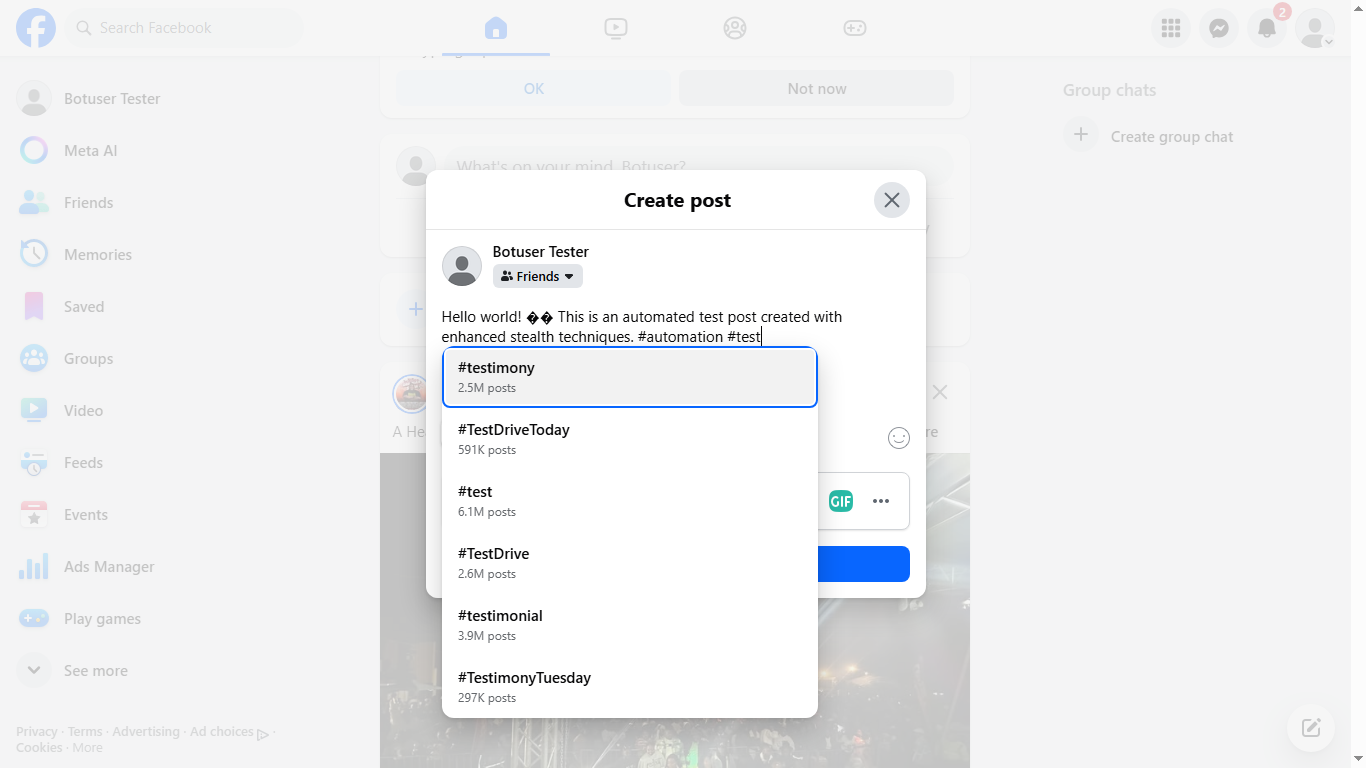 Search Facebook
2
Botuser Tester
Meta AI
Friends
Memories
Saved
Groups
Video
Feeds
Events
Ads Manager
Play games
See more
Privacy · Terms · Advertising · Ad choices ·
Cookies · More
OK
Not now
What's on your mind, Botuser?
Create post
Botuser Tester
Friends
Hello world! �� This is an automated test post created with
enhanced stealth techniques. #automation #test
#testimony
2.5M posts
#TestDriveToday
591K posts
#test
6.1M posts
#TestDrive
2.6M posts
#testimonial
3.9M posts
#TestimonyTuesday
297K posts
GIF
Group chats
Create group chat